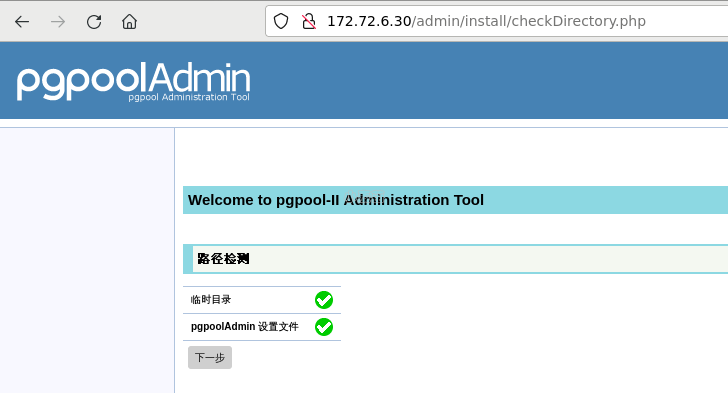 172.72.6.30/admin/install/checkDirectory.php
pgpoolAdmin
pgpool Administration Tool
Welcome to pgpool-II Administration Tool
路径检测
临时目录
pgpoolAdmin 设置文件
下一步